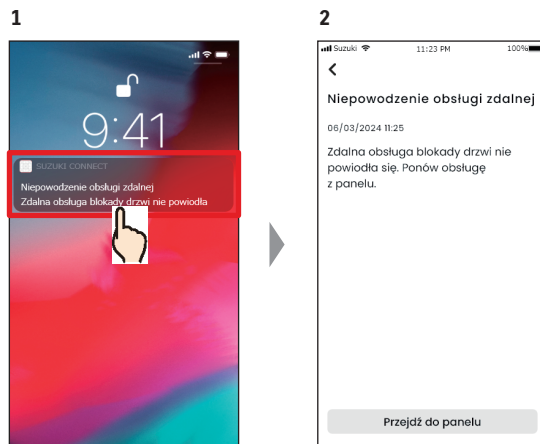 1
9:41
SUZUKI CONNECT
Niepowodzenie obsługi zdalnej
Zdalna obsługa blokady drzwi nie powiodła
2
Suzuki 11:23 PM 100%
Niepowodzenie obsługi zdalnej
06/03/2024 11:25
Zdalna obsługa blokady drzwi nie
powiodła się. Ponów obsługę
z panelu.
Przejdź do panelu